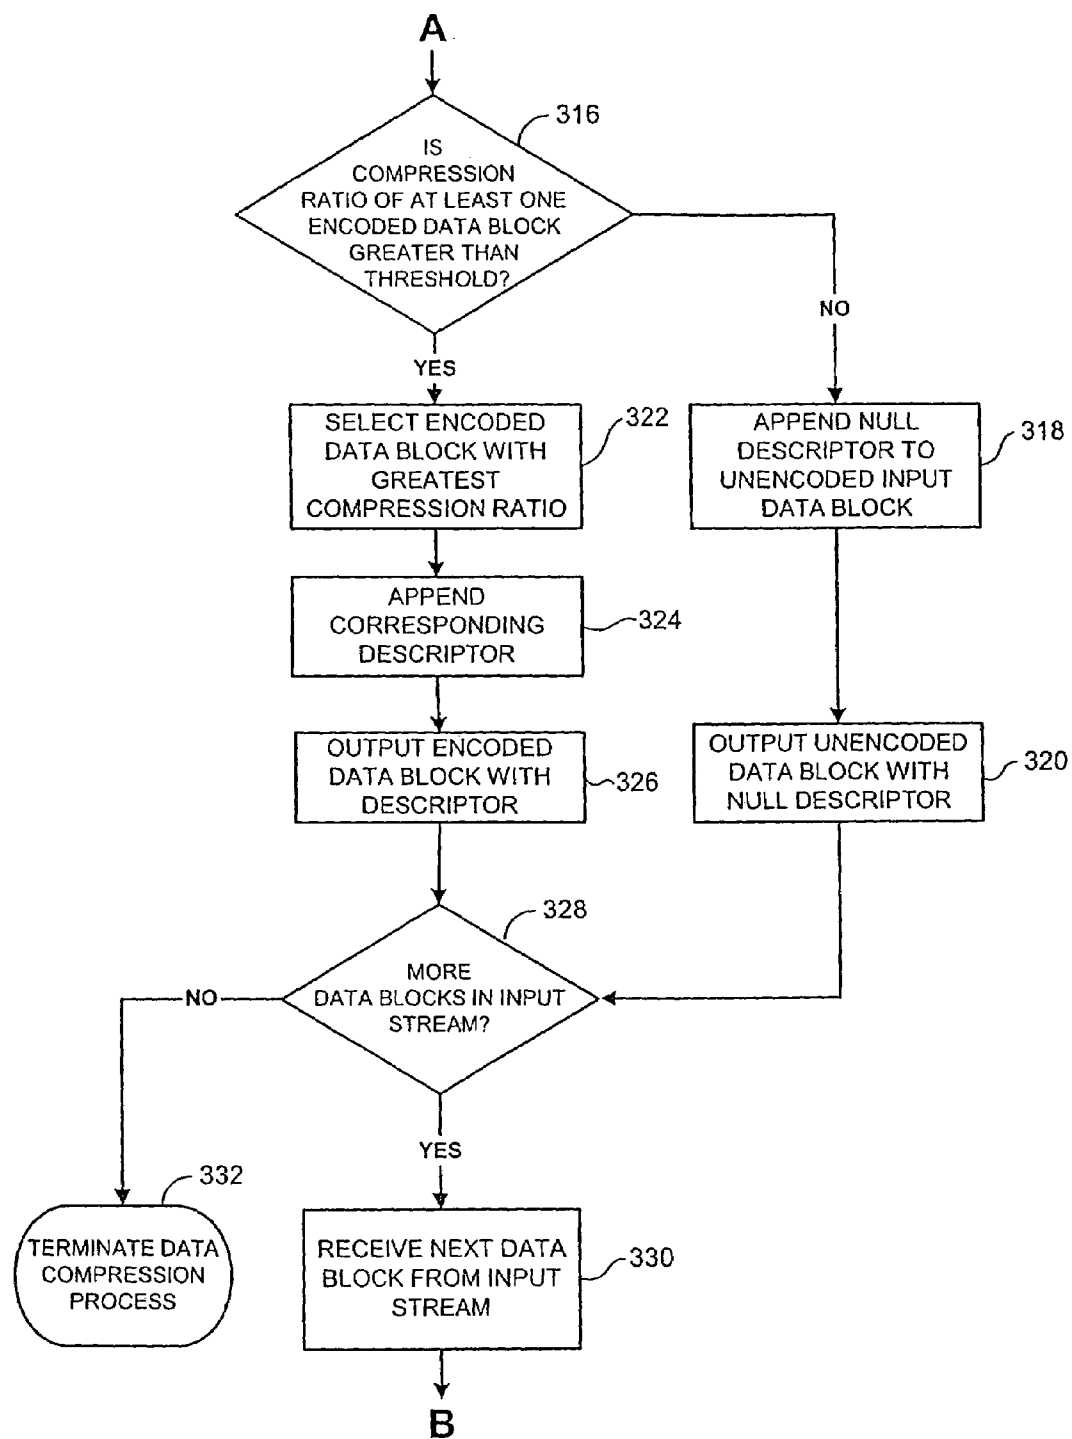 A
316
IS
COMPRESSION
RATIO OF AT LEAST ONE
ENCODED DATA BLOCK
GREATER THAN
THRESHOLD?
NO
YES
SELECT ENCODED
DATA BLOCK WITH
GREATEST
COMPRESSION RATIO
322
APPEND NULL
DESCRIPTOR TO
UNENCODED INPUT
DATA BLOCK
318
APPEND
CORRESPONDING
DESCRIPTOR
324
OUTPUT ENCODED
DATA BLOCK WITH
DESCRIPTOR
326
OUTPUT UNENCODED
DATA BLOCK WITH
NULL DESCRIPTOR
320
328
MORE
DATA BLOCKS IN INPUT
STREAM?
NO
YES
332
TERMINATE DATA
COMPRESSION
PROCESS
RECEIVE NEXT DATA
BLOCK FROM INPUT
STREAM
330
B